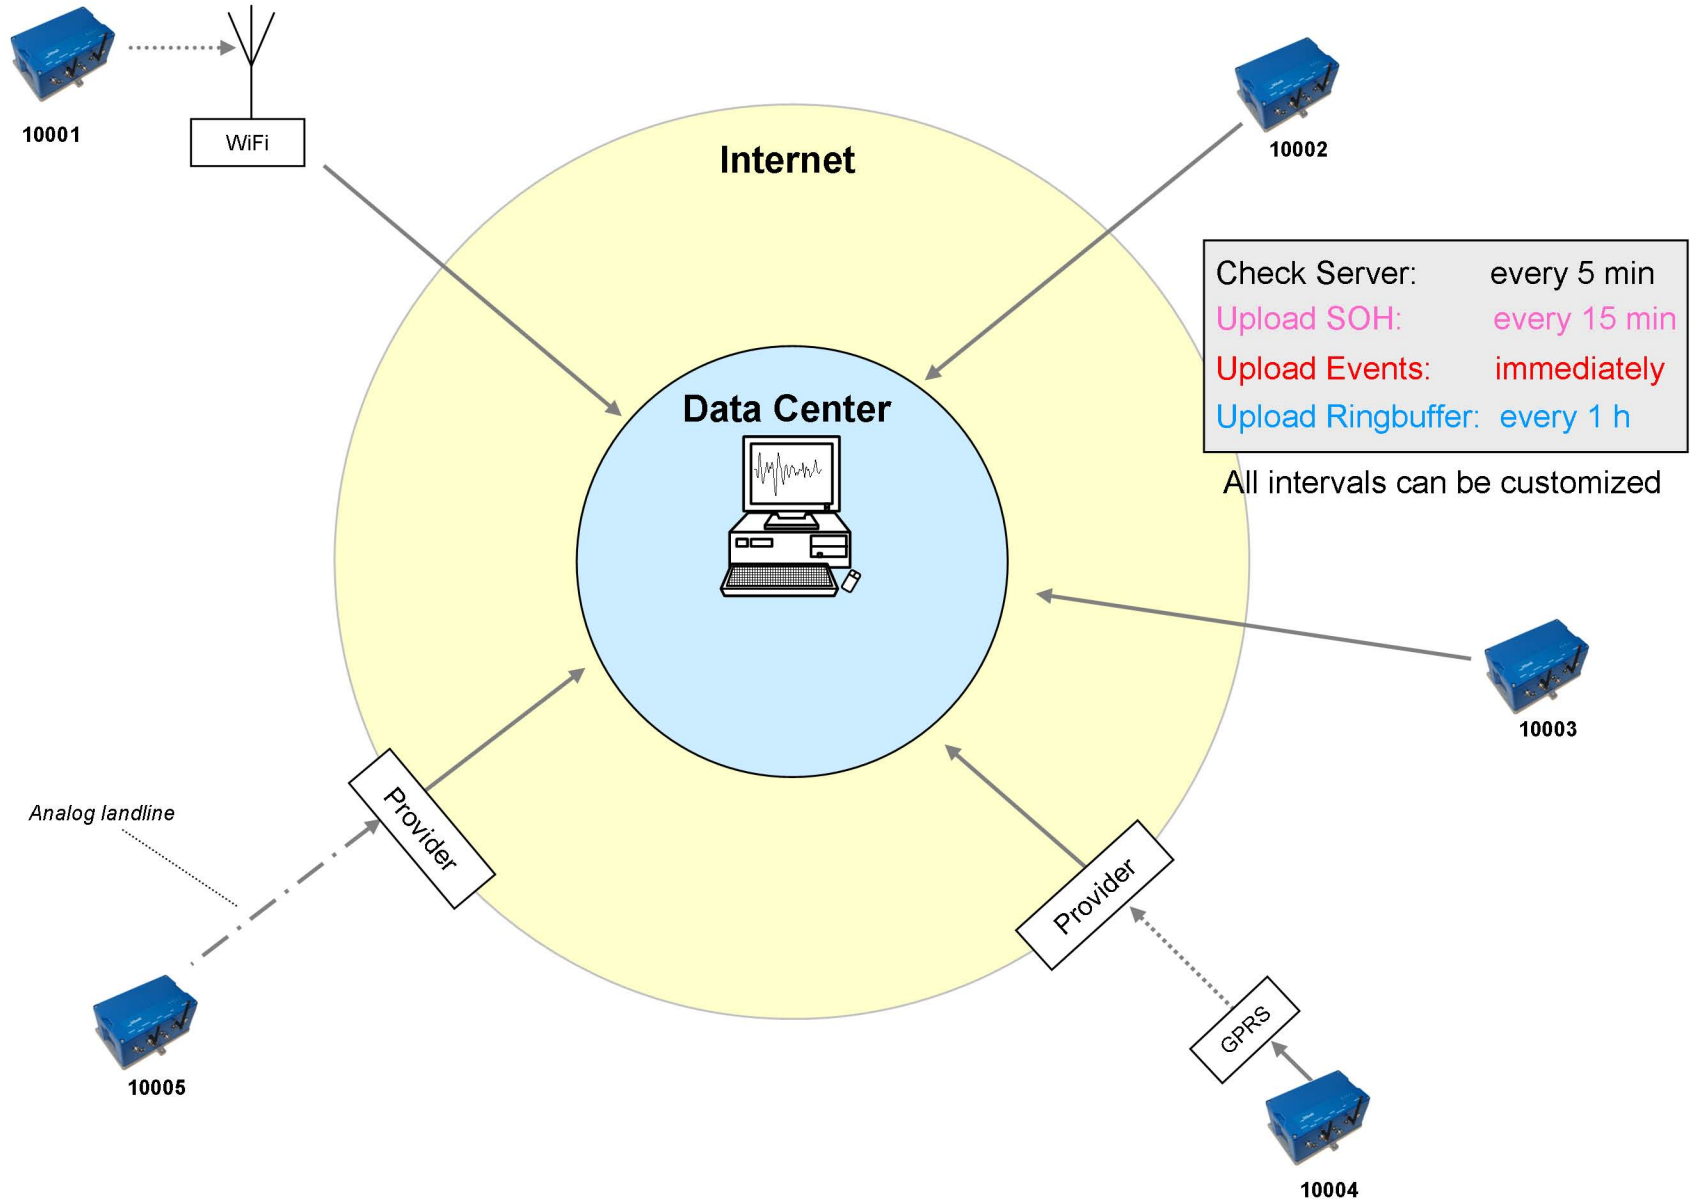 10001
WiFi
Internet
10002
Check Server: every 5 min
Upload SOH: every 15 min
Upload Events: immediately
Upload Ringbuffer: every 1 h
All intervals can be customized
Data Center
10003
Analog landline
Provider
Provider
GPRS
10005
10004